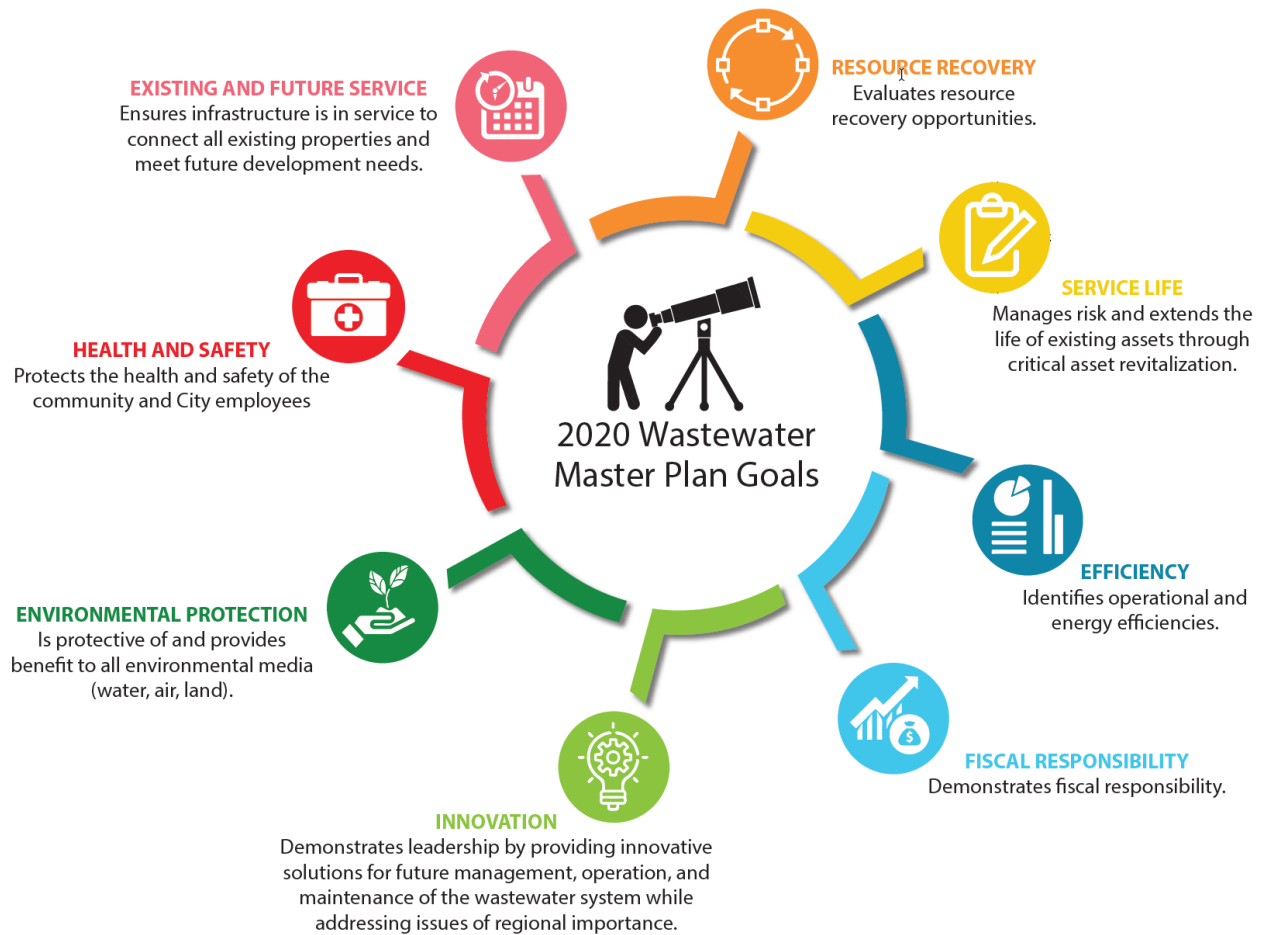 EXISTING AND FUTURE SERVICE
Ensures infrastructure is in service to
connect all existing properties and
meet future development needs.
RESOURCE RECOVERY
Evaluates resource
recovery opportunities.
SERVICE LIFE
Manages risk and extends the
life of existing assets through
critical asset revitalization.
HEALTH AND SAFETY
Protects the health and safety of the
community and City employees
2020 Wastewater
Master Plan Goals
EFFICIENCY
Identifies operational and
energy efficiencies.
ENVIRONMENTAL PROTECTION
Is protective of and provides
benefit to all environmental media
(water, air, land).
$
FISCAL RESPONSIBILITY
Demonstrates fiscal responsibility.
INNOVATION
Demonstrates leadership by providing innovative
solutions for future management, operation, and
maintenance of the wastewater system while
addressing issues of regional importance.